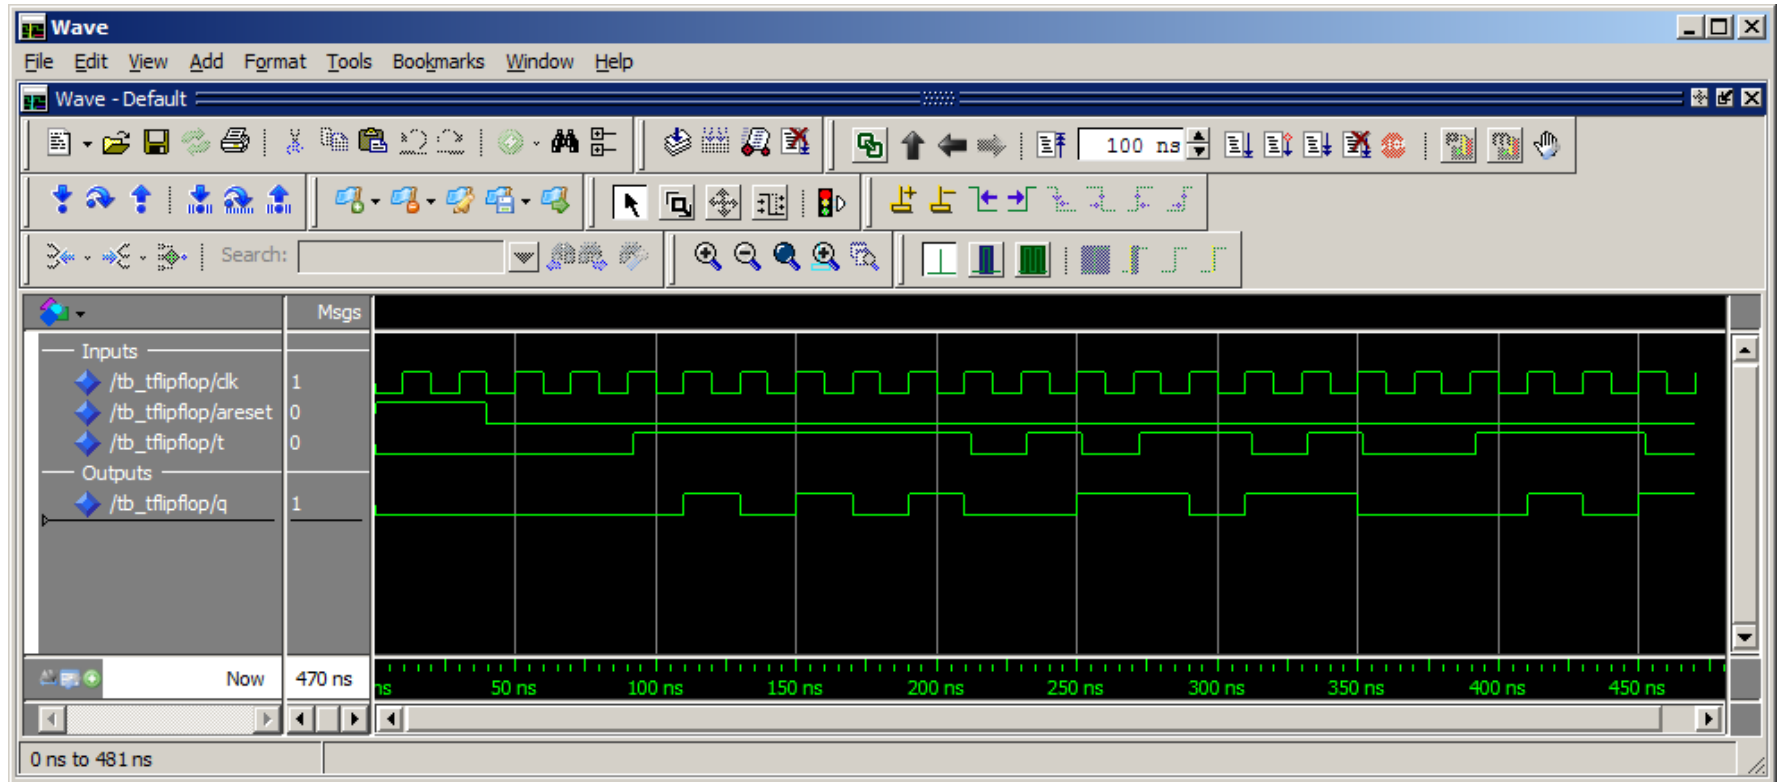 Wave
File Edit View Add Format Tools Bookmarks Window Help
Wave - Default
100 ns
Search:
Msgs
Inputs
/tb_tflipflop/clk 1
/tb_tflipflop/areset 0
/tb_tflipflop/t 0
Outputs
/tb_tflipflop/q 1
Now 470 ns ns 50 ns 100 ns 150 ns 200 ns 250 ns 300 ns 350 ns 400 ns 450 ns
0 ns to 481 ns